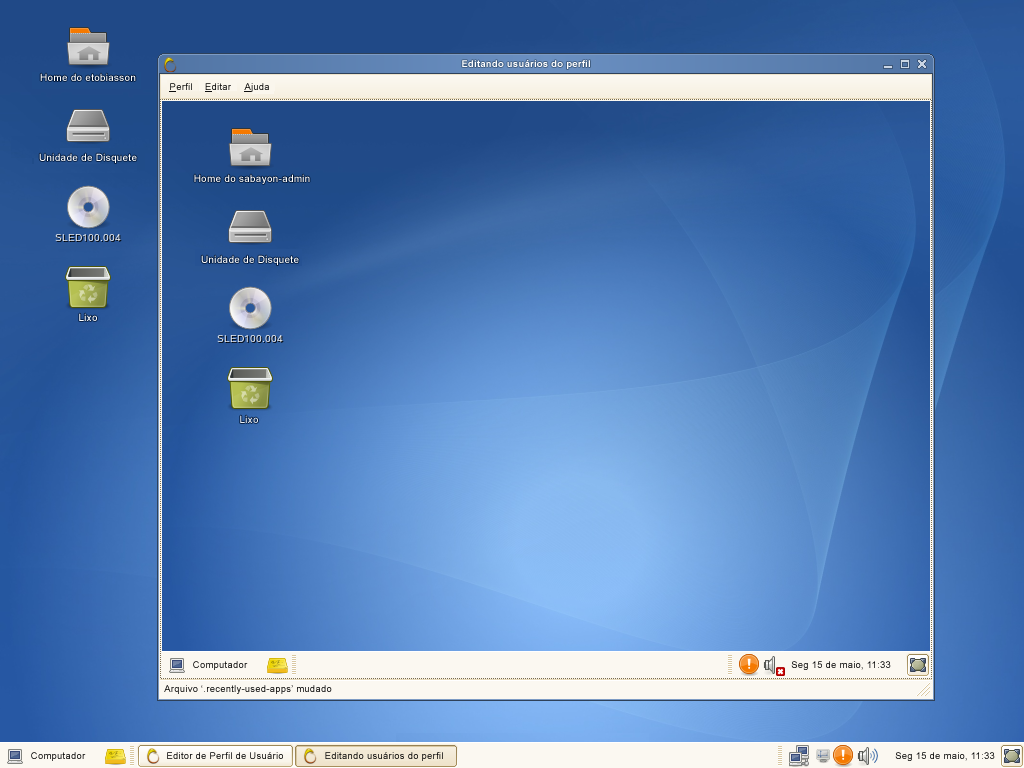 Home do etobiasson
Unidade de Disquete
SLED100.004
Lixo
Editando usuários do perfil
Perfil Editar Ajuda
Home do sabayon-admin
Unidade de Disquete
SLED100.004
Lixo
Computador
Seg 15 de maio, 11:33
Arquivo '.recently-used-apps' mudado
Computador
Editor de Perfil de Usuário
Editando usuários do perfil
Seg 15 de maio, 11:33